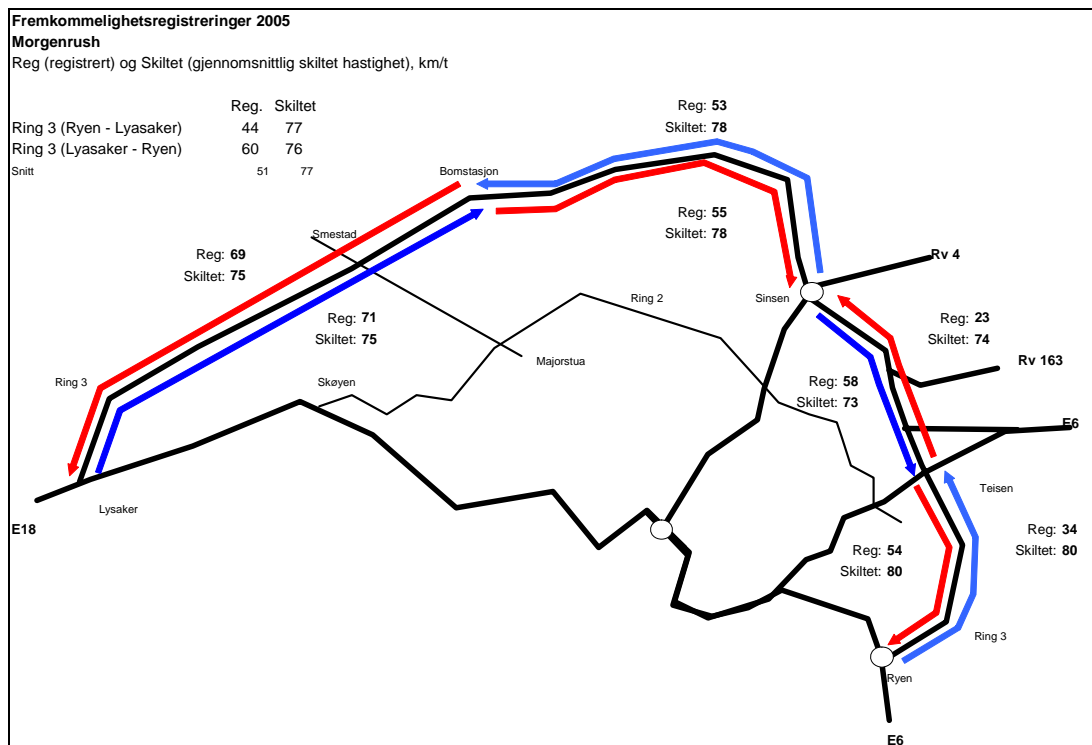 Fremkommelighetsregistreringer 2005
Morgenrush
Reg (registrert) og Skiltet (gjennomsnittlig skiltet hastighet), km/t
Reg. Skiltet
Ring 3 (Ryen - Lyasaker) 44 77
Ring 3 (Lyasaker - Ryen) 60 76
Snitt 51 77
Reg: 53
Skiltet: 78
Bomstasjon
Reg: 55
Skiltet: 78
Smestad
Reg: 69
Skiltet: 75
Rv 4
Sinsen
Ring 2
Reg: 71
Skiltet: 75
Reg: 23
Skiltet: 74
Majorstua
Rv 163
Ring 3
Skøyen
Reg: 58
Skiltet: 73
E6
Teisen
Lysaker
E18
Reg: 34
Skiltet: 80
Reg: 54
Skiltet: 80
Ring 3
Ryen
E6